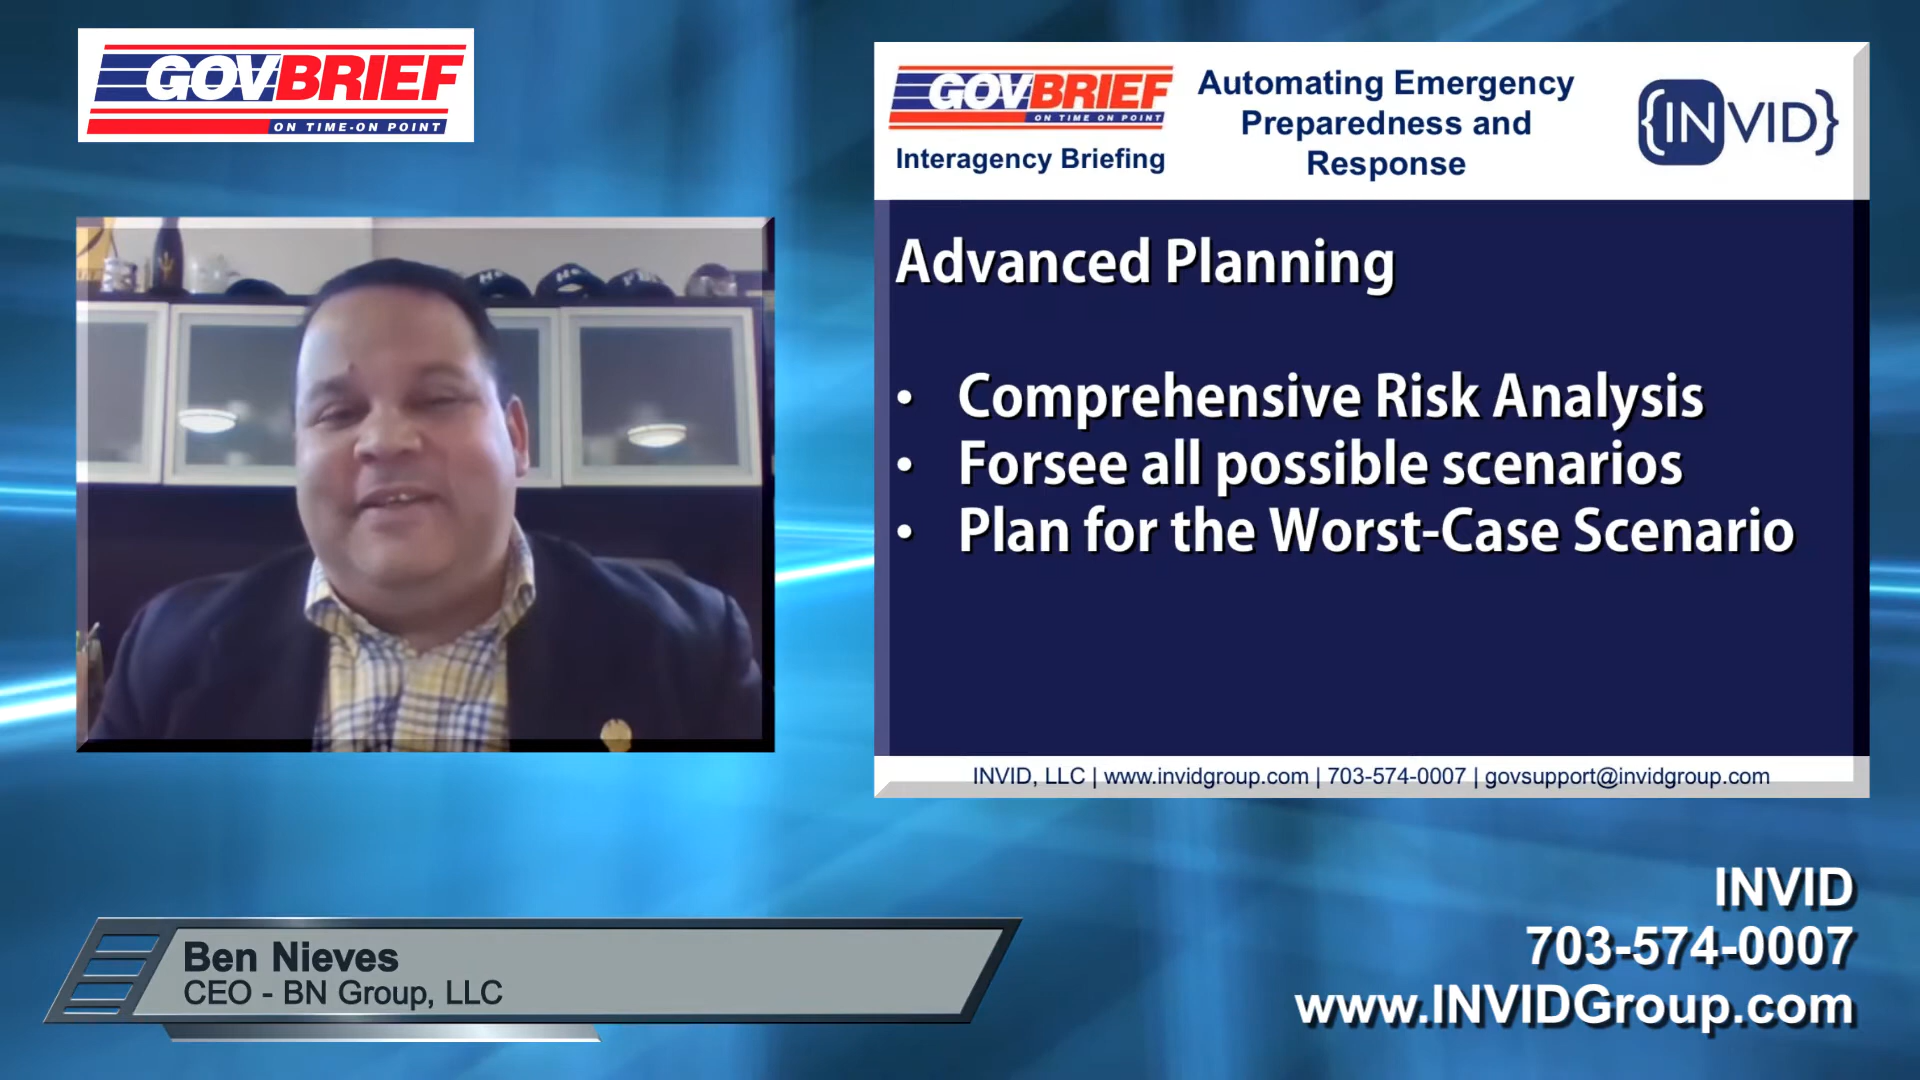 GOVBRIEF
ON TIME-ON POINT
GOVBRIEF
ON TIME ON POINT
Interagency Briefing
Automating Emergency
Preparedness and
Response
{INVID}
Advanced Planning
• Comprehensive Risk Analysis
• Forsee all possible scenarios
• Plan for the Worst-Case Scenario
INVID, LLC | www.invidgroup.com | 703-574-0007 | govsupport@invidgroup.com
Ben Nieves
CEO - BN Group, LLC
INVID
703-574-0007
www.INVIDGroup.com